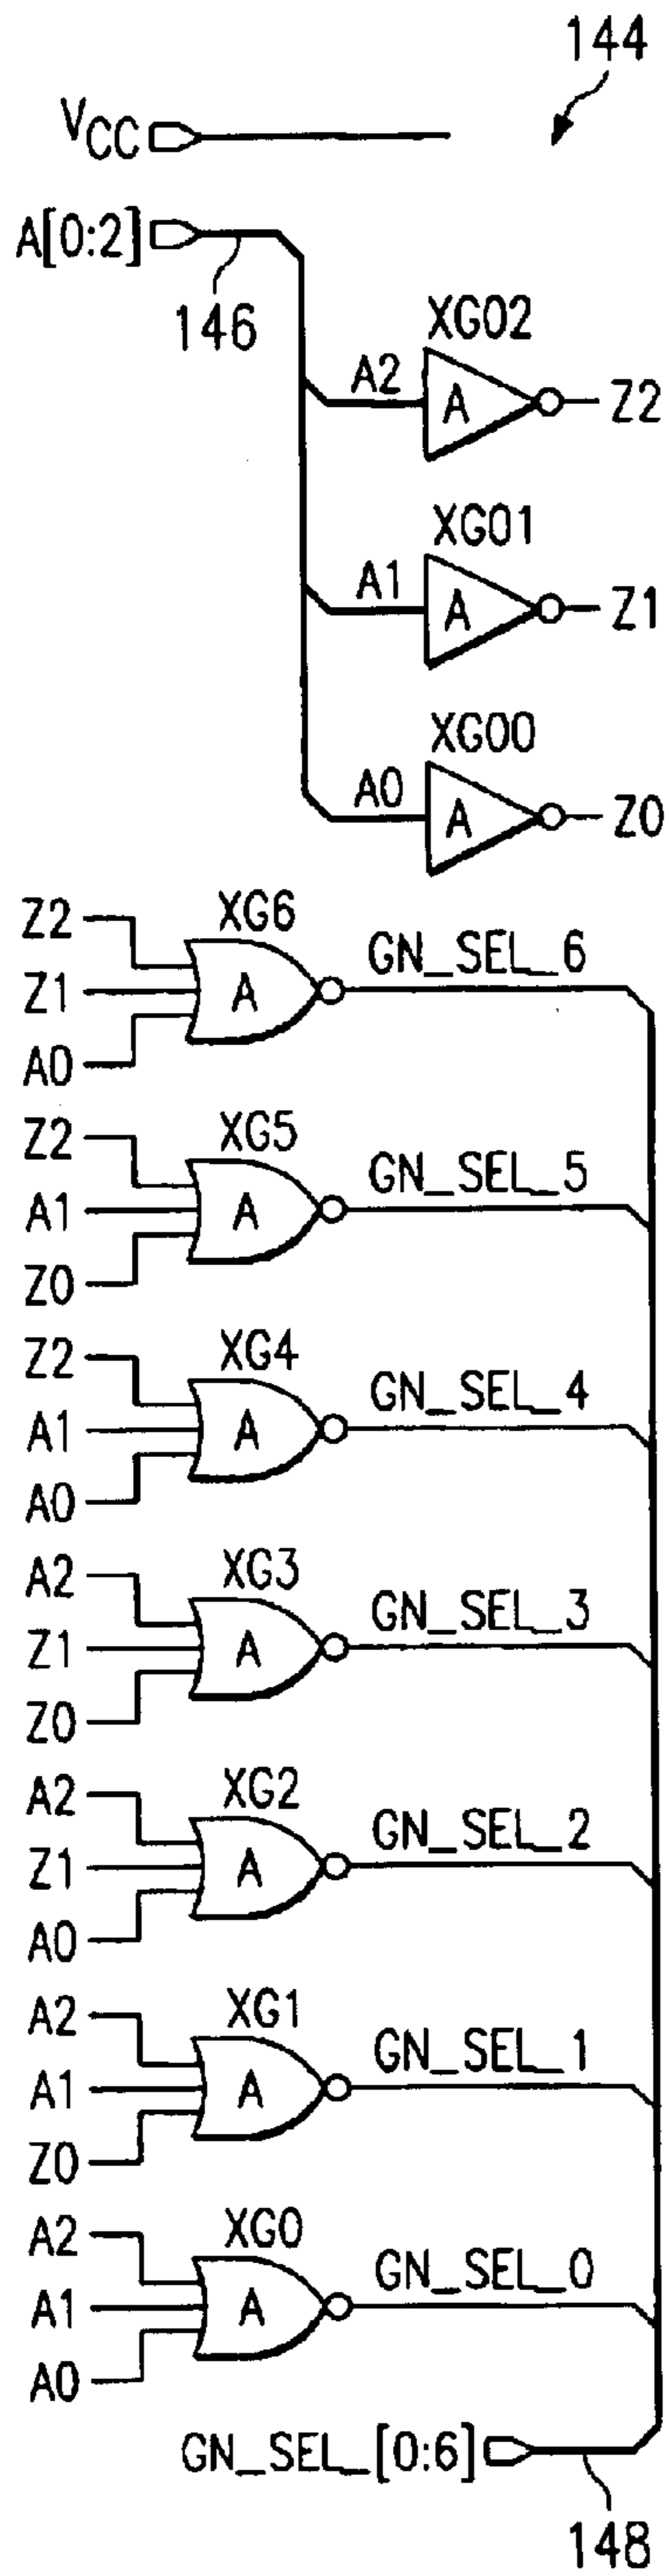 144
VCC
A[0:2]
146
XG02
A2
A
Z2
XG01
A1
A
Z1
XG00
A0
A
Z0
XG6
Z2
Z1
A0
A
GN_SEL_6
XG5
Z2
A1
Z0
A
GN_SEL_5
XG4
Z2
A1
A0
A
GN_SEL_4
XG3
A2
Z1
Z0
A
GN_SEL_3
XG2
A2
Z1
A0
A
GN_SEL_2
XG1
A2
A1
Z0
A
GN_SEL_1
XG0
A2
A1
A0
A
GN_SEL_0
GN_SEL_[0:6]
148